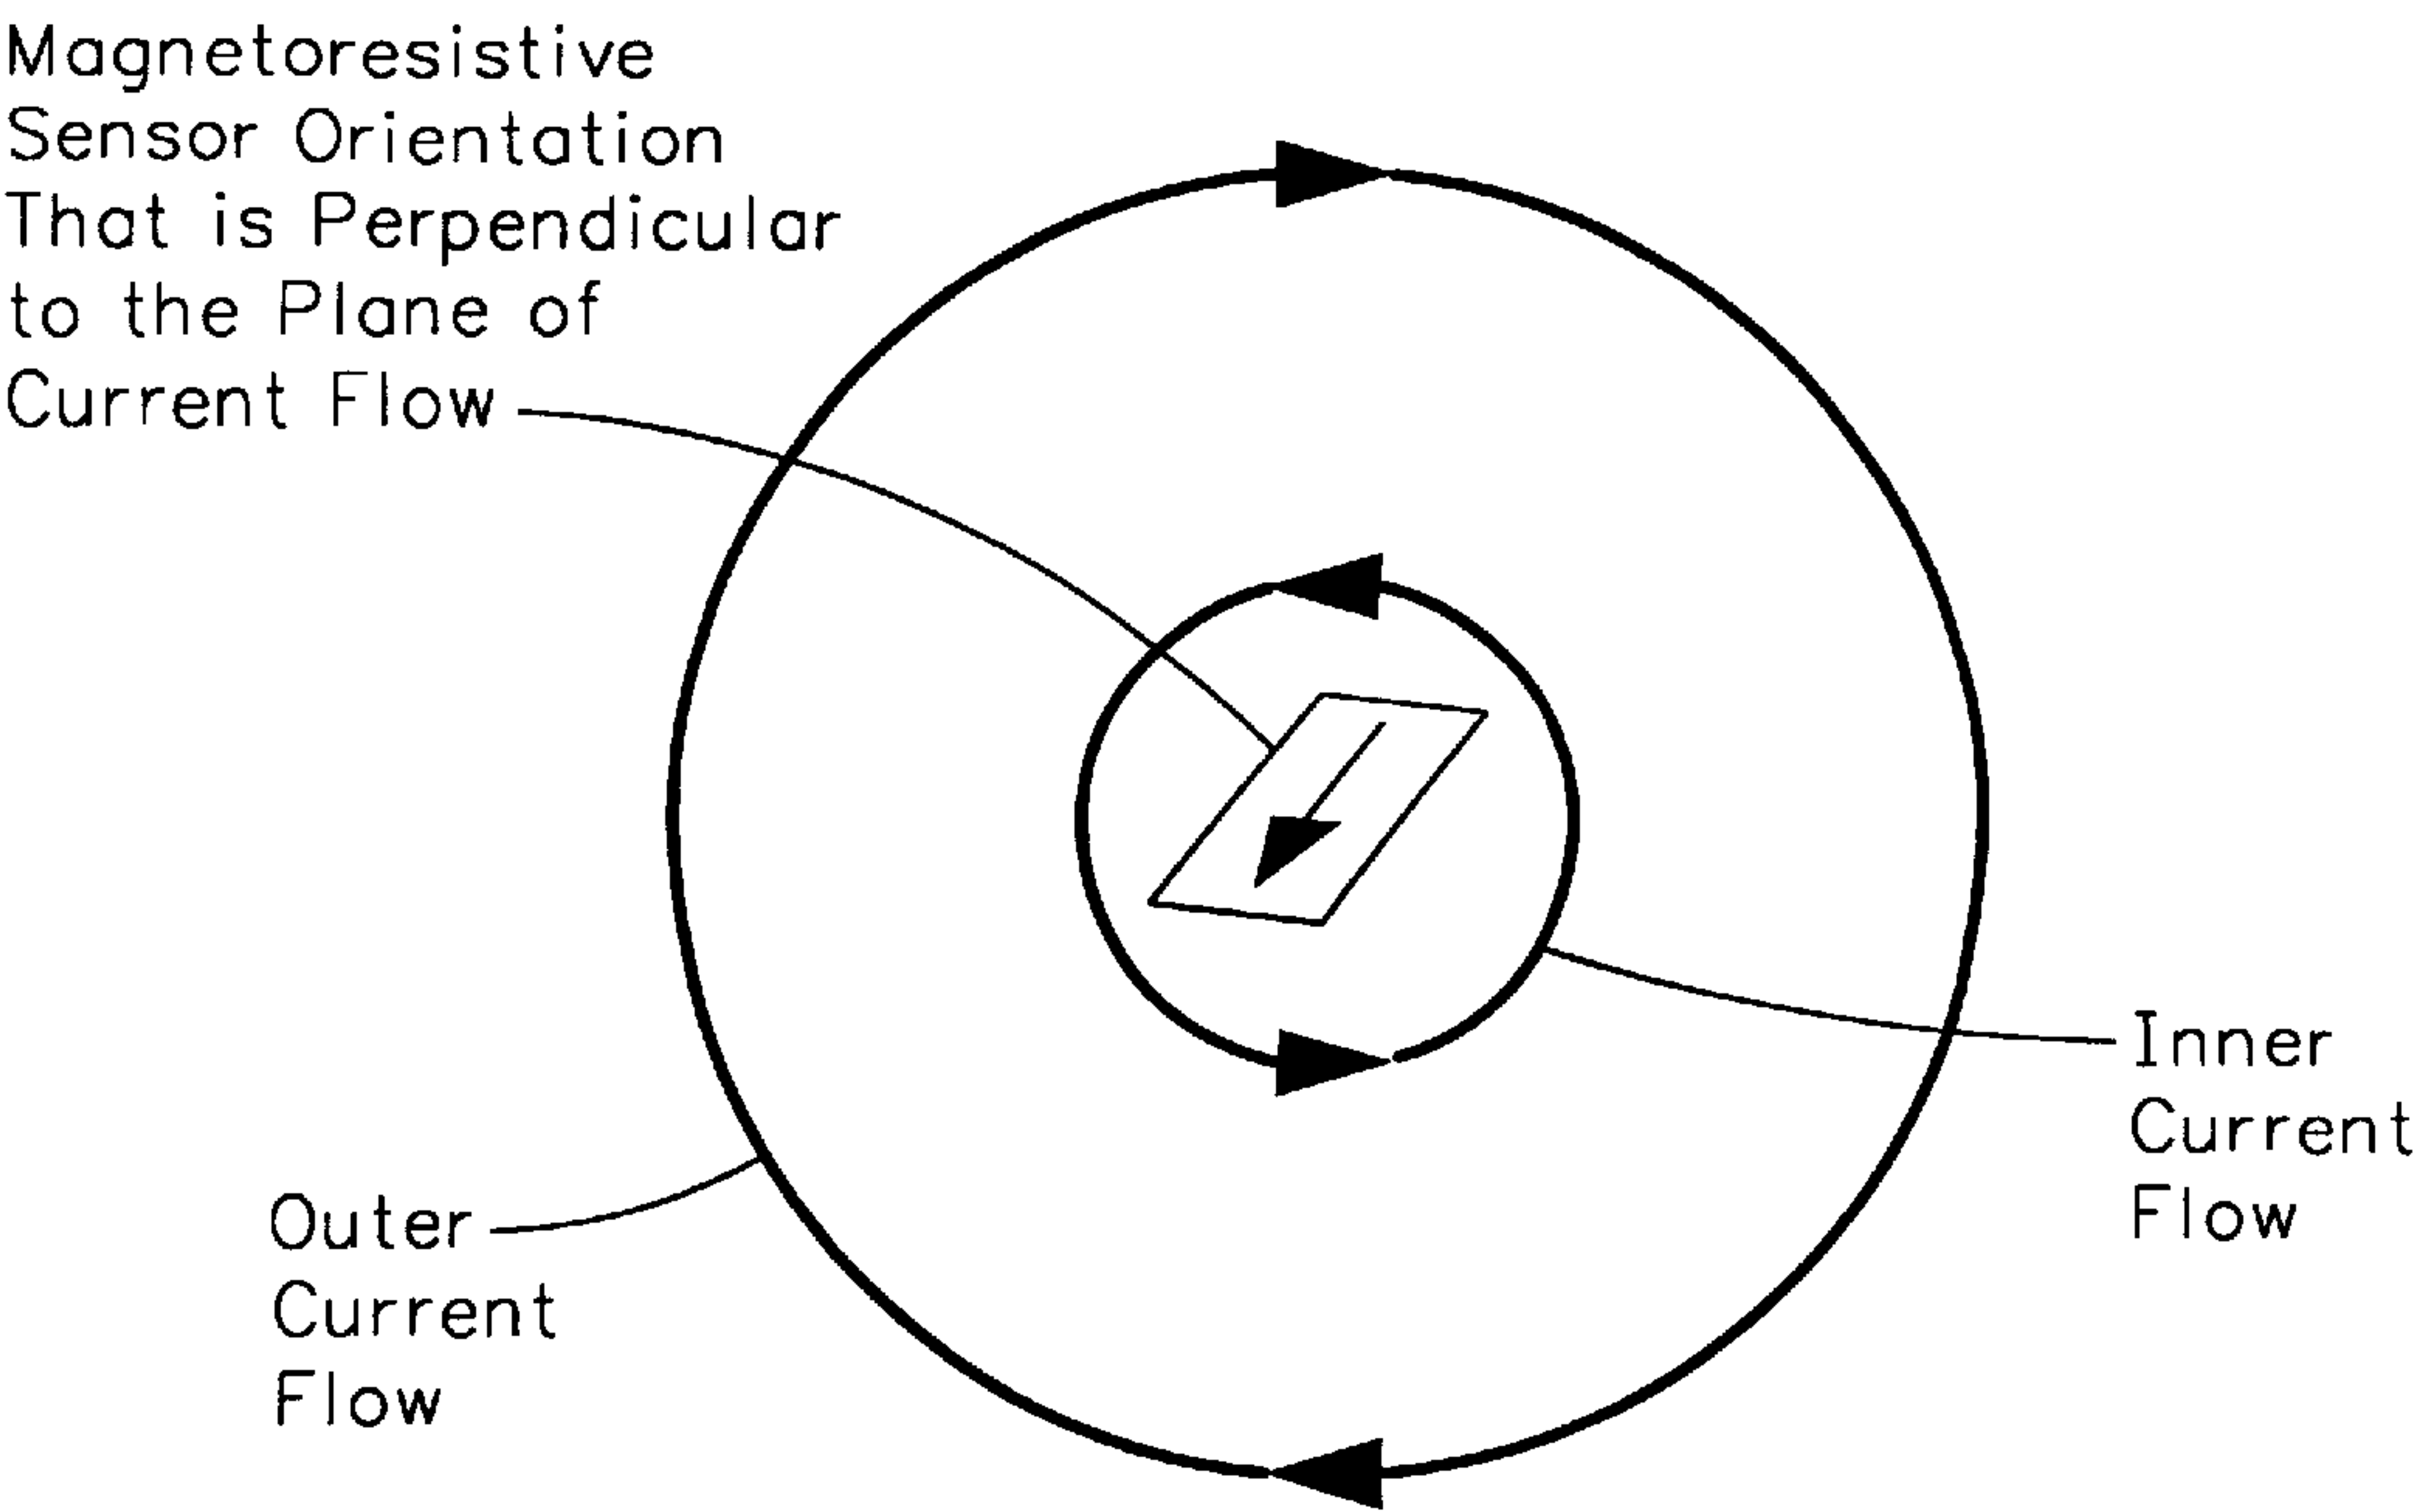 Magnetoresistive
Sensor Orientation
That is Perpendicular
to the Plane of
Current Flow
Inner
Current
Flow
Outer
Current
Flow